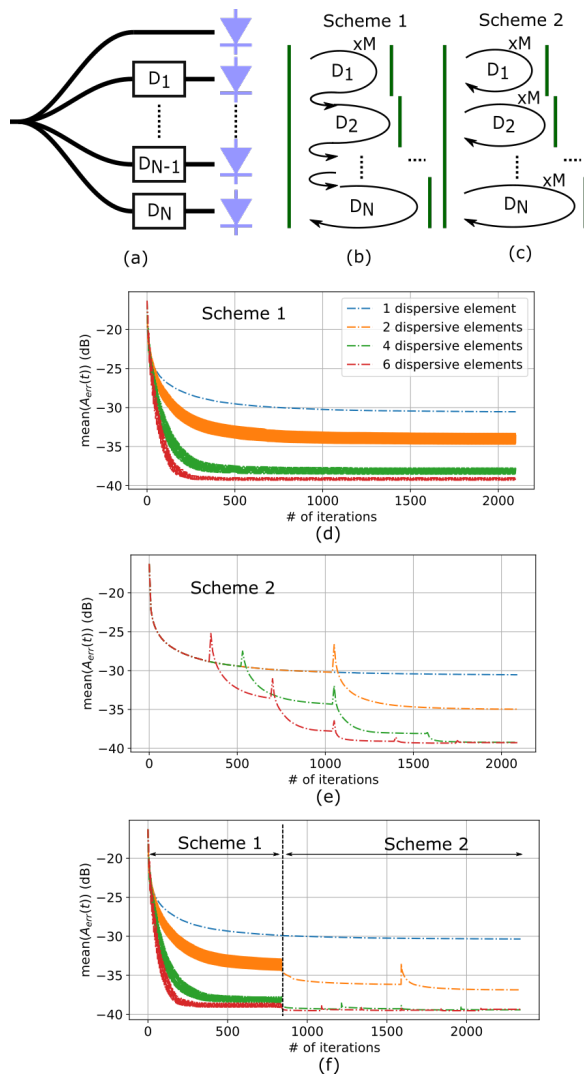 Scheme 1
Scheme 2
xM
xM
D1
D1
D1
xM
DN-1
D2
D2
xM
DN
DN
DN
(a)
(b)
(c)
Scheme 1
1 dispersive element
2 dispersive elements
4 dispersive elements
6 dispersive elements
mean(Aerr(t)) (dB)
−20
−25
−30
−35
−40
0
500
1000
1500
2000
# of iterations
(d)
Scheme 2
mean(Aerr(t)) (dB)
−20
−25
−30
−35
−40
0
500
1000
1500
2000
# of iterations
(e)
Scheme 1
Scheme 2
mean(Aerr(t)) (dB)
−20
−25
−30
−35
−40
0
500
1000
1500
2000
# of iterations
(f)